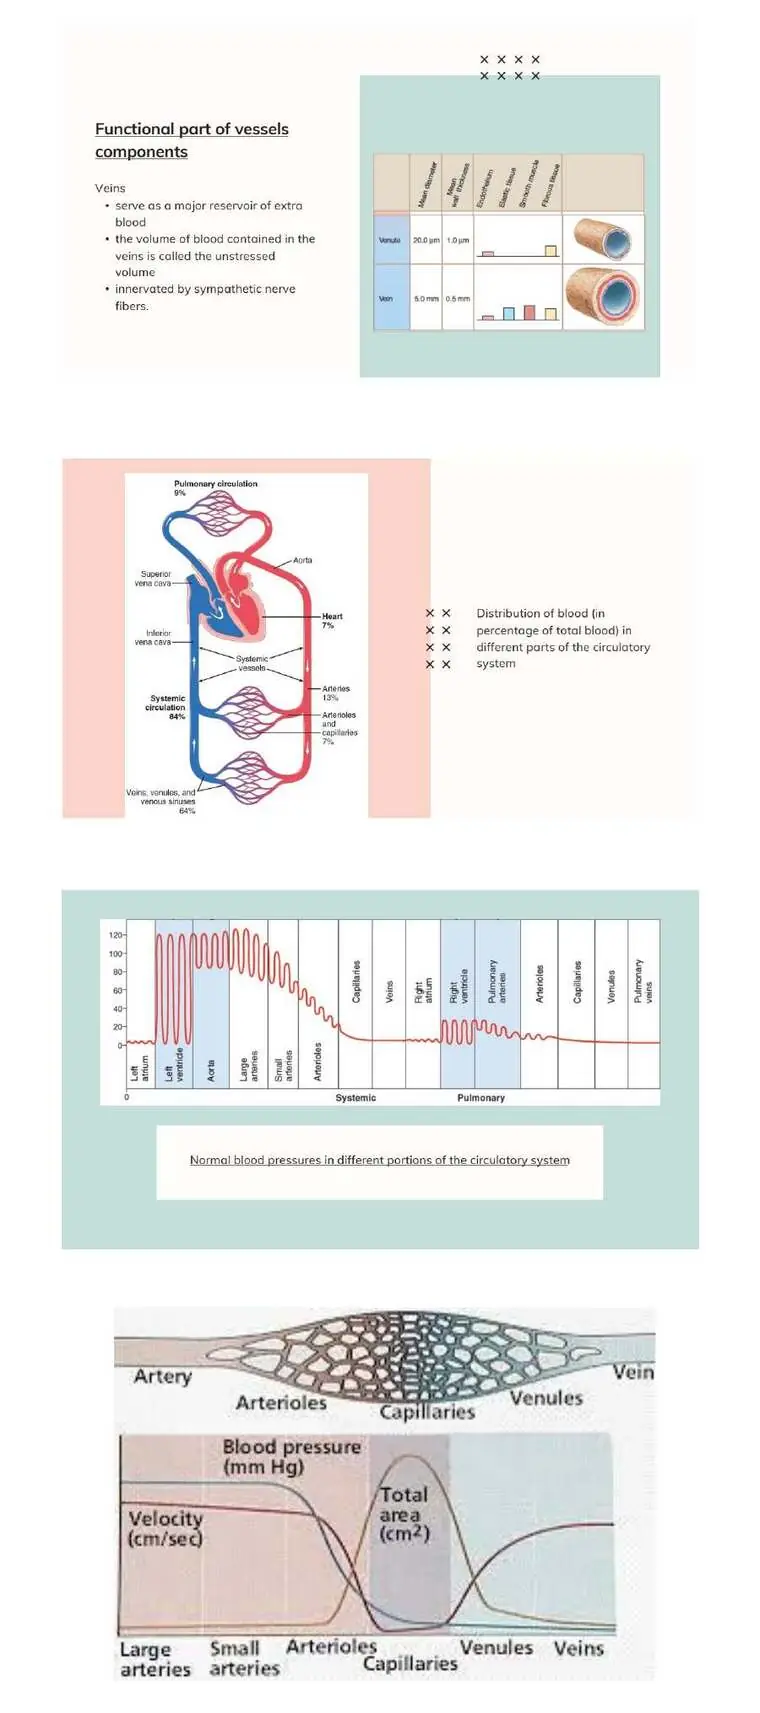 Functional part of vessels
components
Veins
• serve as a major reservoir of extra
blood
• the volume of blood contained in the
veins is called the unstressed
volume
• innervated by sympathetic nerve
fibers.
Mean diameter
Mean
wall thickness
Endothelium
Elastic tissue
Smooth muscle
Fibrous tissue
Venule 20.0 µm 1.0 µm
Vein 5.0 mm 0.5 mm
Pulmonary circulation
9%
Aorta
Superior
vena cava
Heart
7%
Inferior
vena cava
Systemic
vessels
Arteries
13%
Systemic
circulation
84%
Arterioles
and
capillaries
7%
Veins, venules, and
venous sinuses
64%
Distribution of blood (in
percentage of total blood) in
different parts of the circulatory
system
120
100
80
60
40
20
0
Left
atrium
Left
ventricle
Aorta
Large
arteries
Small
arteries
Arterioles
Capillaries
Veins
Right
atrium
Right
ventricle
Pulmonary
arteries
Arterioles
Capillaries
Venules
Pulmonary
veins
0 Systemic Pulmonary
Normal blood pressures in different portions of the circulatory system
Artery
Arterioles
Capillaries
Venules
Vein
Blood pressure
(mm Hg)
Velocity
(cm/sec)
Total
area
(cm2)
Large
arteries
Small
arteries
Arterioles
Capillaries
Venules
Veins